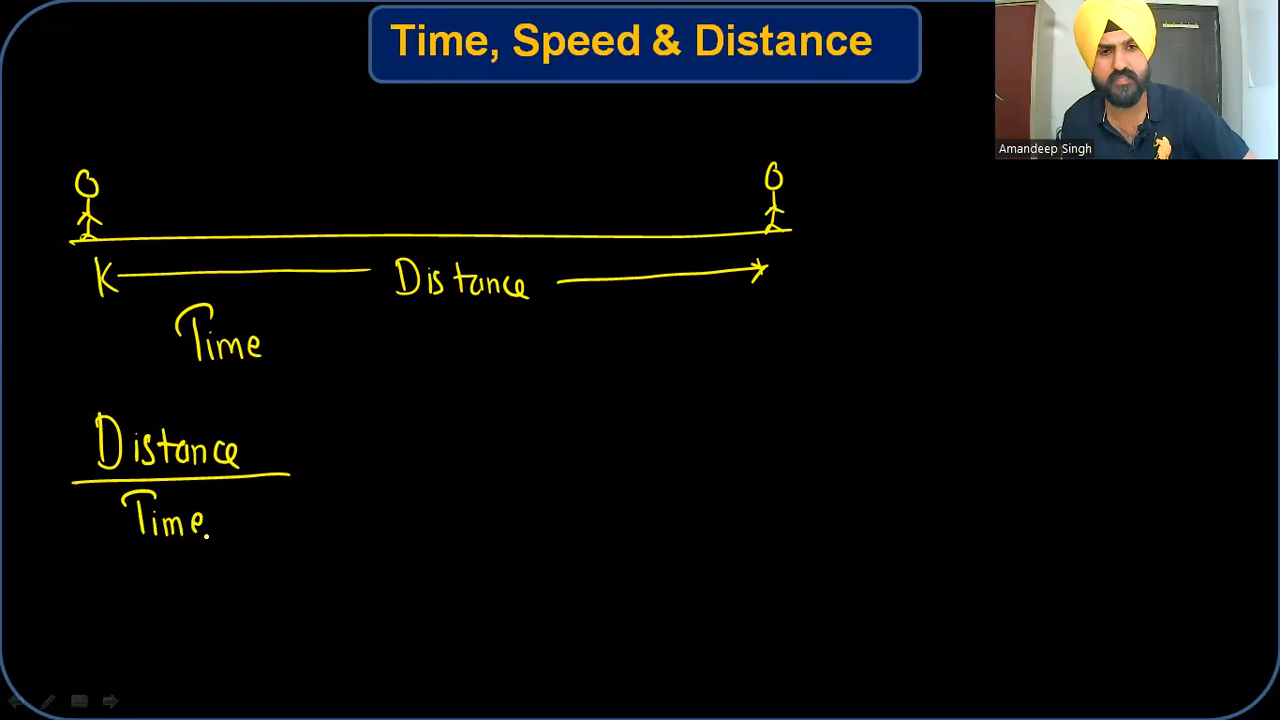 Time, Speed & Distance
Amandeep Singh
Distance
Time
Distance
Time